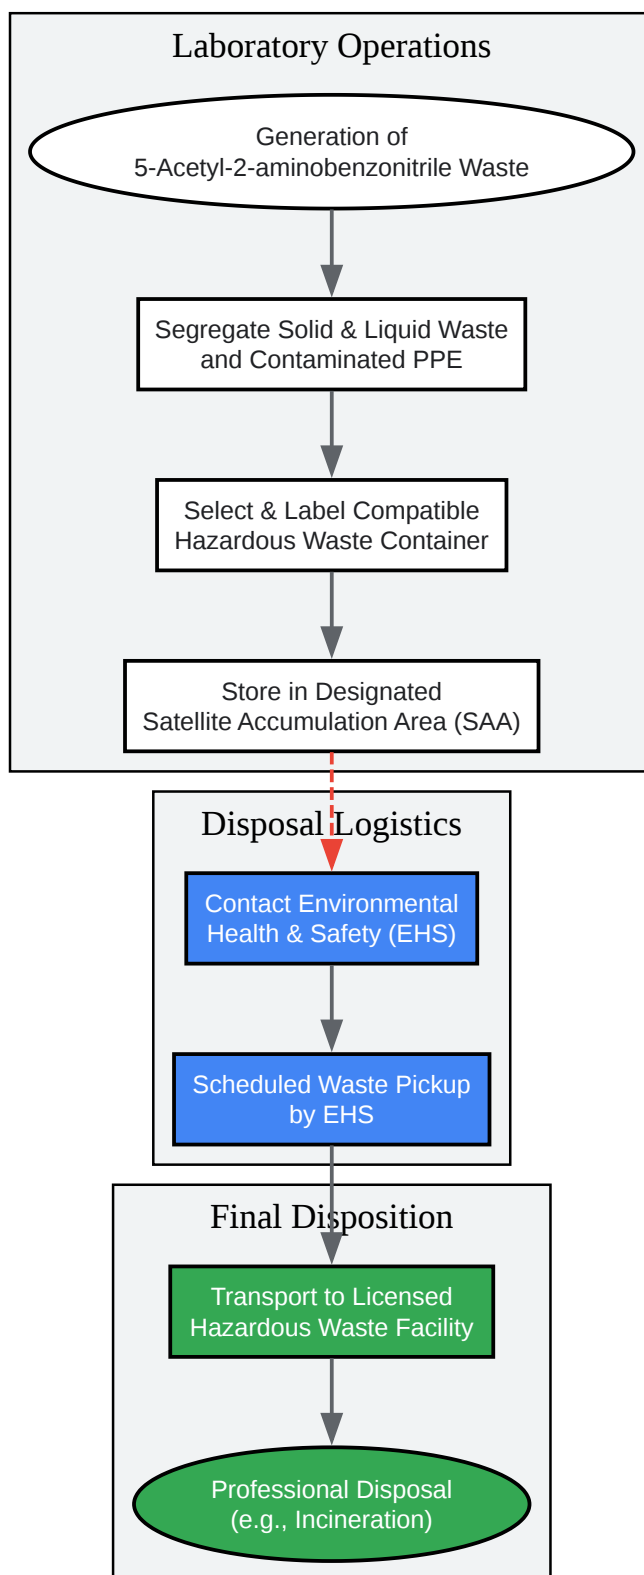 Laboratory Operations
Generation of
5-Acetyl-2-aminobenzonitrile Waste
Segregate Solid & Liquid Waste
and Contaminated PPE
Select & Label Compatible
Hazardous Waste Container
Store in Designated
Satellite Accumulation Area (SAA)
Disposal Logistics
Contact Environmental
Health & Safety (EHS)
Scheduled Waste Pickup
by EHS
Final Disposition
Transport to Licensed
Hazardous Waste Facility
Professional Disposal
(e.g., Incineration)